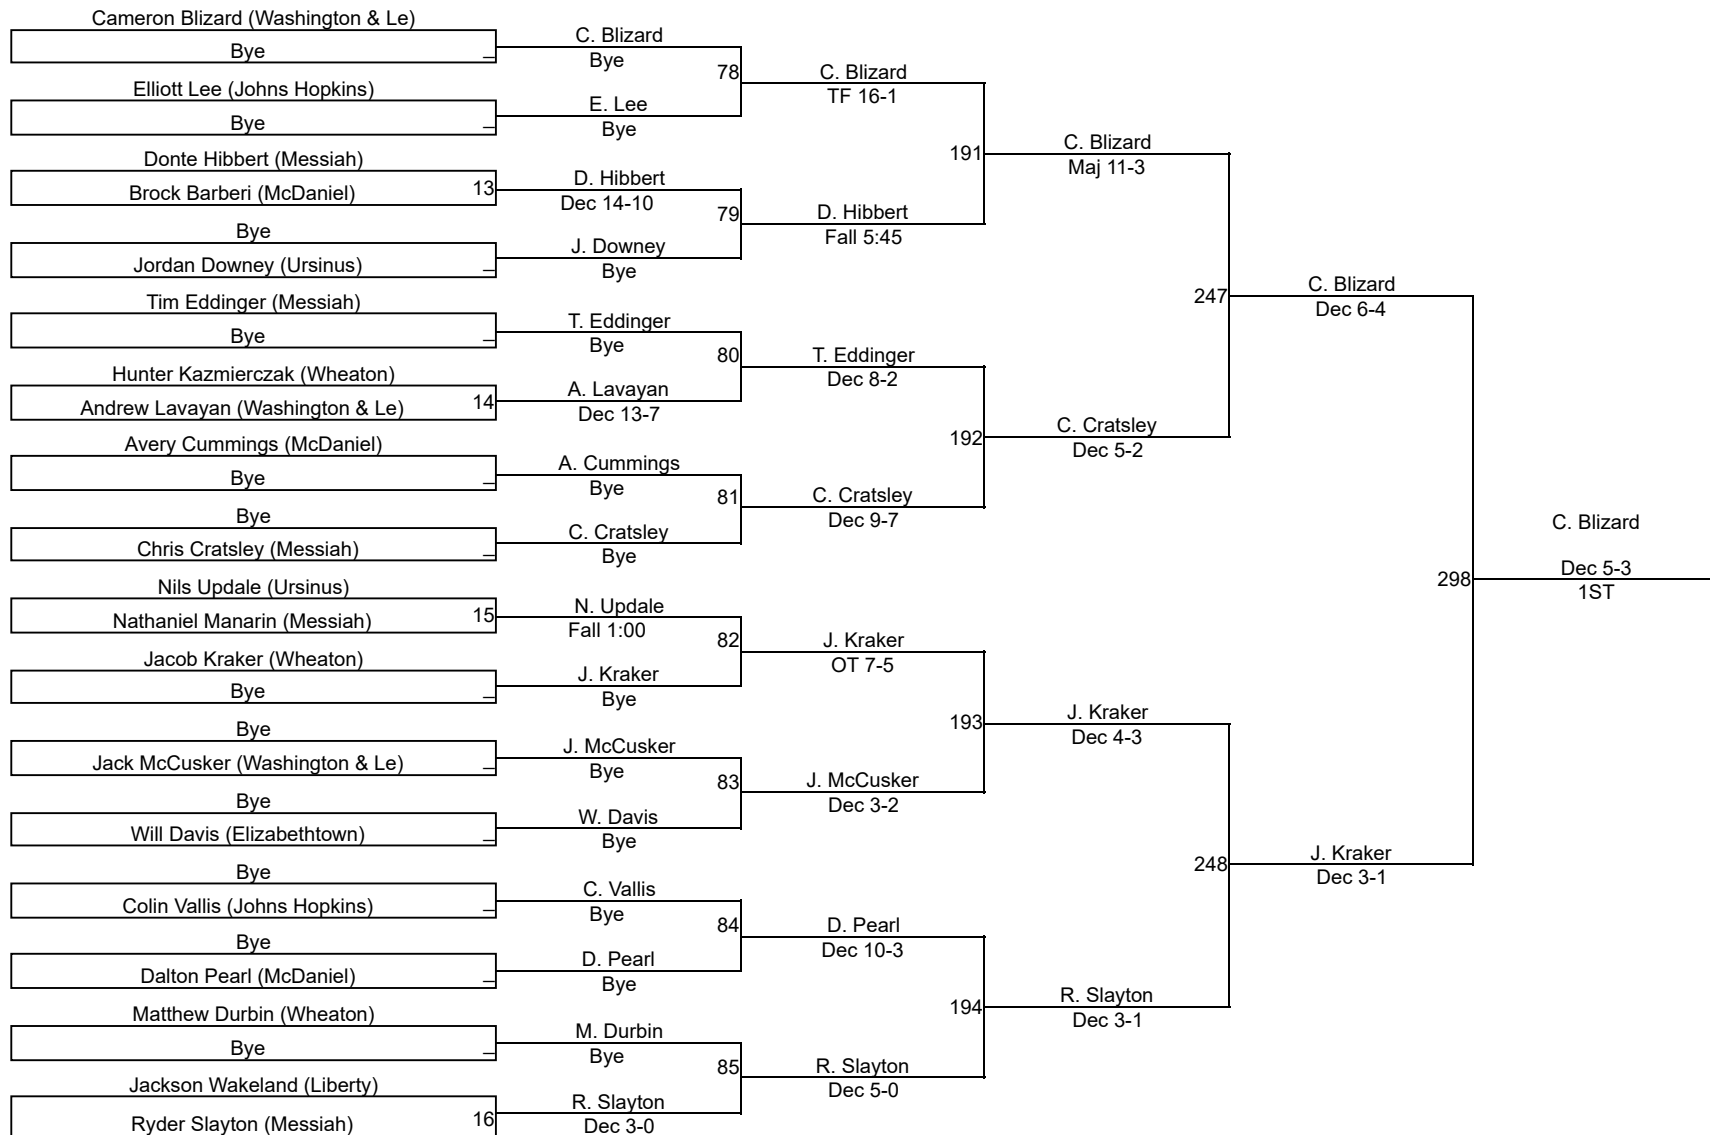 Cameron Blizard (Washington & Le)
Bye
Elliott Lee (Johns Hopkins)
Bye
Donte Hibbert (Messiah)
Brock Barberi (McDaniel)
13
Bye
Jordan Downey (Ursinus)
Tim Eddinger (Messiah)
Bye
Hunter Kazmierczak (Wheaton)
Andrew Lavayan (Washington & Le)
14
Avery Cummings (McDaniel)
Bye
Bye
Chris Cratsley (Messiah)
Nils Updale (Ursinus)
Nathaniel Manarin (Messiah)
15
Jacob Kraker (Wheaton)
Bye
Bye
Jack McCusker (Washington & Le)
Bye
Will Davis (Elizabethtown)
Bye
Colin Vallis (Johns Hopkins)
Bye
Dalton Pearl (McDaniel)
Matthew Durbin (Wheaton)
Bye
Jackson Wakeland (Liberty)
Ryder Slayton (Messiah)
16
C. Blizard
Bye
78
E. Lee
Bye
D. Hibbert
Dec 14-10
79
J. Downey
Bye
T. Eddinger
Bye
80
A. Lavayan
Dec 13-7
A. Cummings
Bye
81
C. Cratsley
Bye
N. Updale
Fall 1:00
82
J. Kraker
Bye
J. McCusker
Bye
83
W. Davis
Bye
C. Vallis
Bye
84
D. Pearl
Bye
M. Durbin
Bye
85
R. Slayton
Dec 3-0
C. Blizard
TF 16-1
191
D. Hibbert
Fall 5:45
T. Eddinger
Dec 8-2
192
C. Cratsley
Dec 9-7
J. Kraker
OT 7-5
193
J. McCusker
Dec 3-2
D. Pearl
Dec 10-3
194
R. Slayton
Dec 5-0
C. Blizard
Maj 11-3
247
C. Cratsley
Dec 5-2
J. Kraker
Dec 4-3
248
R. Slayton
Dec 3-1
C. Blizard
Dec 6-4
298
J. Kraker
Dec 3-1
C. Blizard
Dec 5-3
1ST